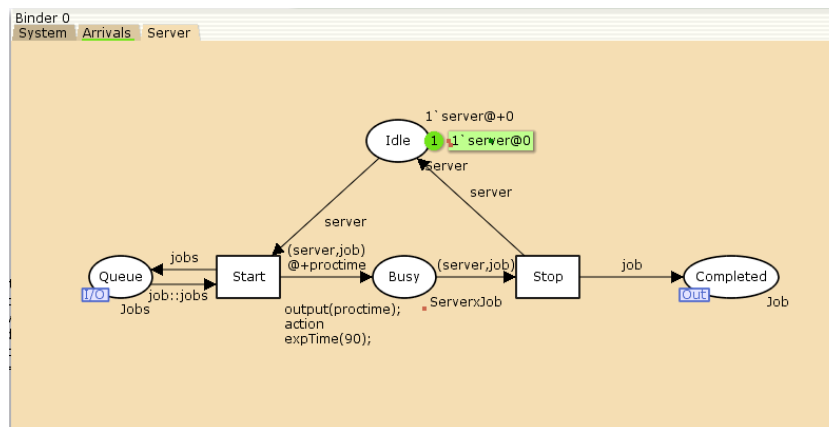 Binder 0
System Arrivals Server
1`server@+0
Idle 1 1`server@0
Server
server
server
(server,job)
@+proctime
jobs
(server,job)
job
Queue
Start
Busy
Stop
Completed
I/O
job::jobs
Out
Jobs
ServerxJob
Job
output(proctime);
action
expTime(90);